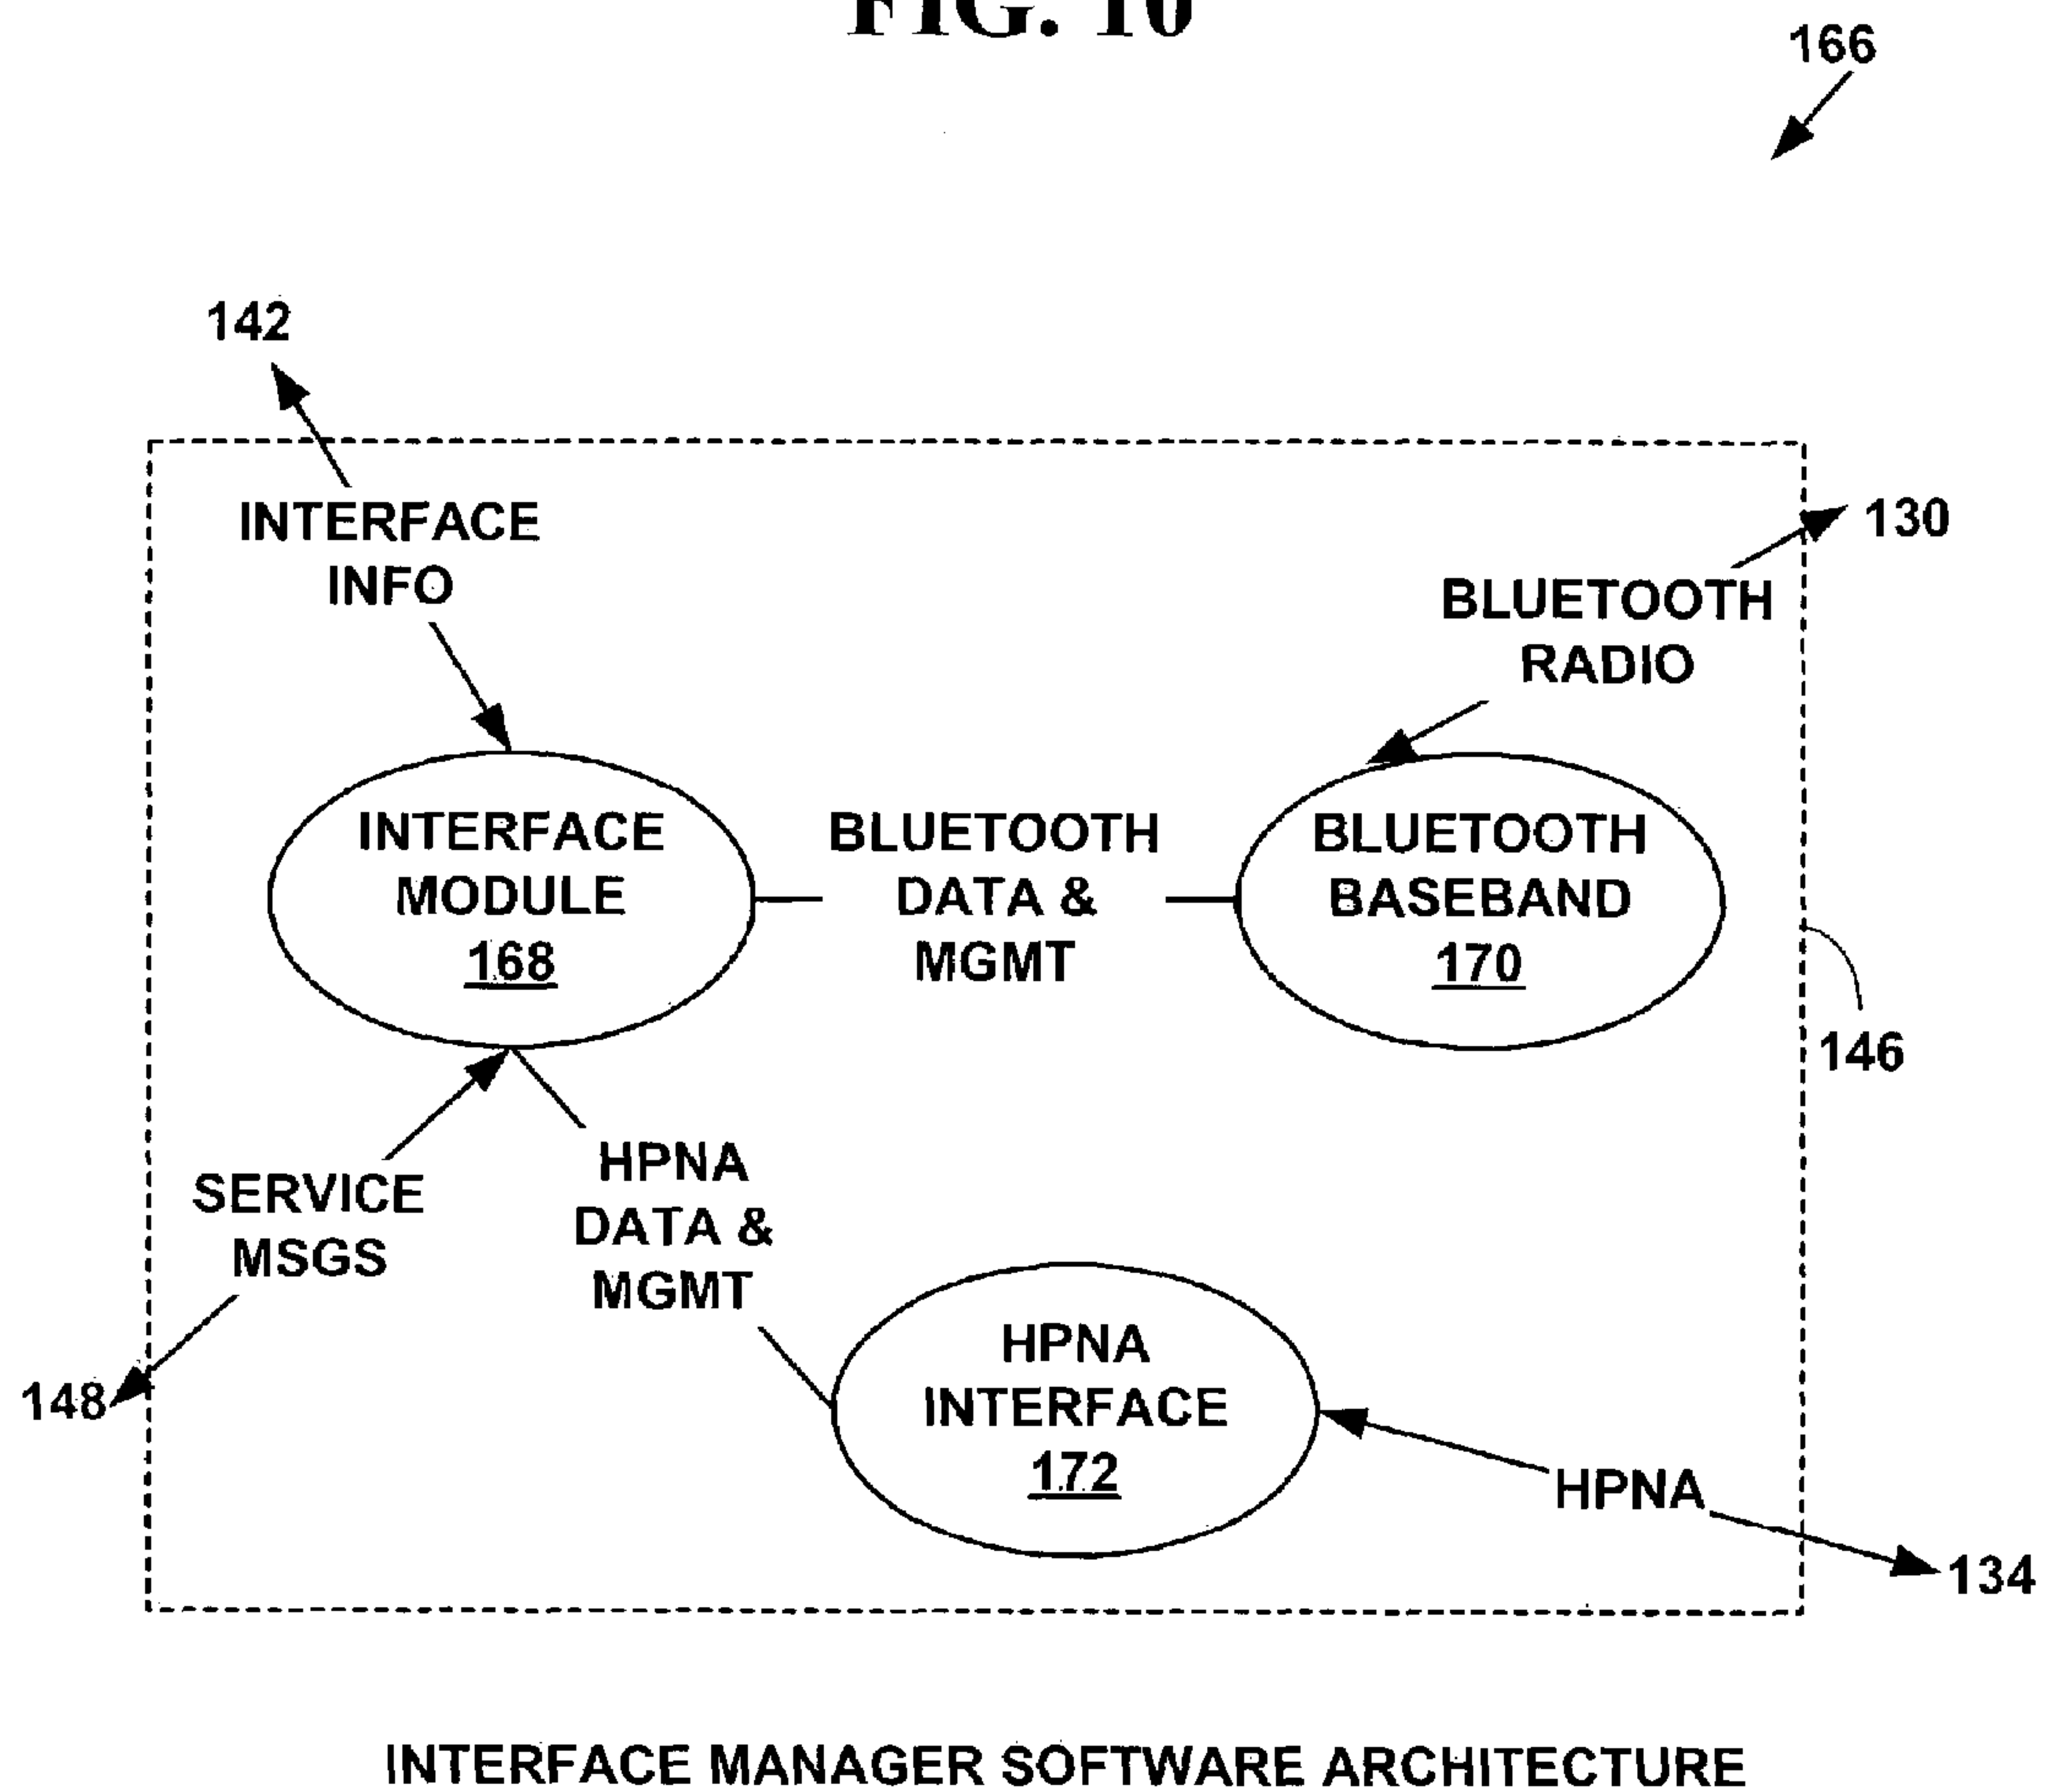 FIG. 10
166
142
INTERFACE
INFO
130
BLUETOOTH
RADIO
INTERFACE
MODULE
168
BLUETOOTH
DATA &
MGMT
BLUETOOTH
BASEBAND
170
146
SERVICE
MSGS
148
HPNA
DATA &
MGMT
HPNA
INTERFACE
172
HPNA
134
INTERFACE MANAGER SOFTWARE ARCHITECTURE